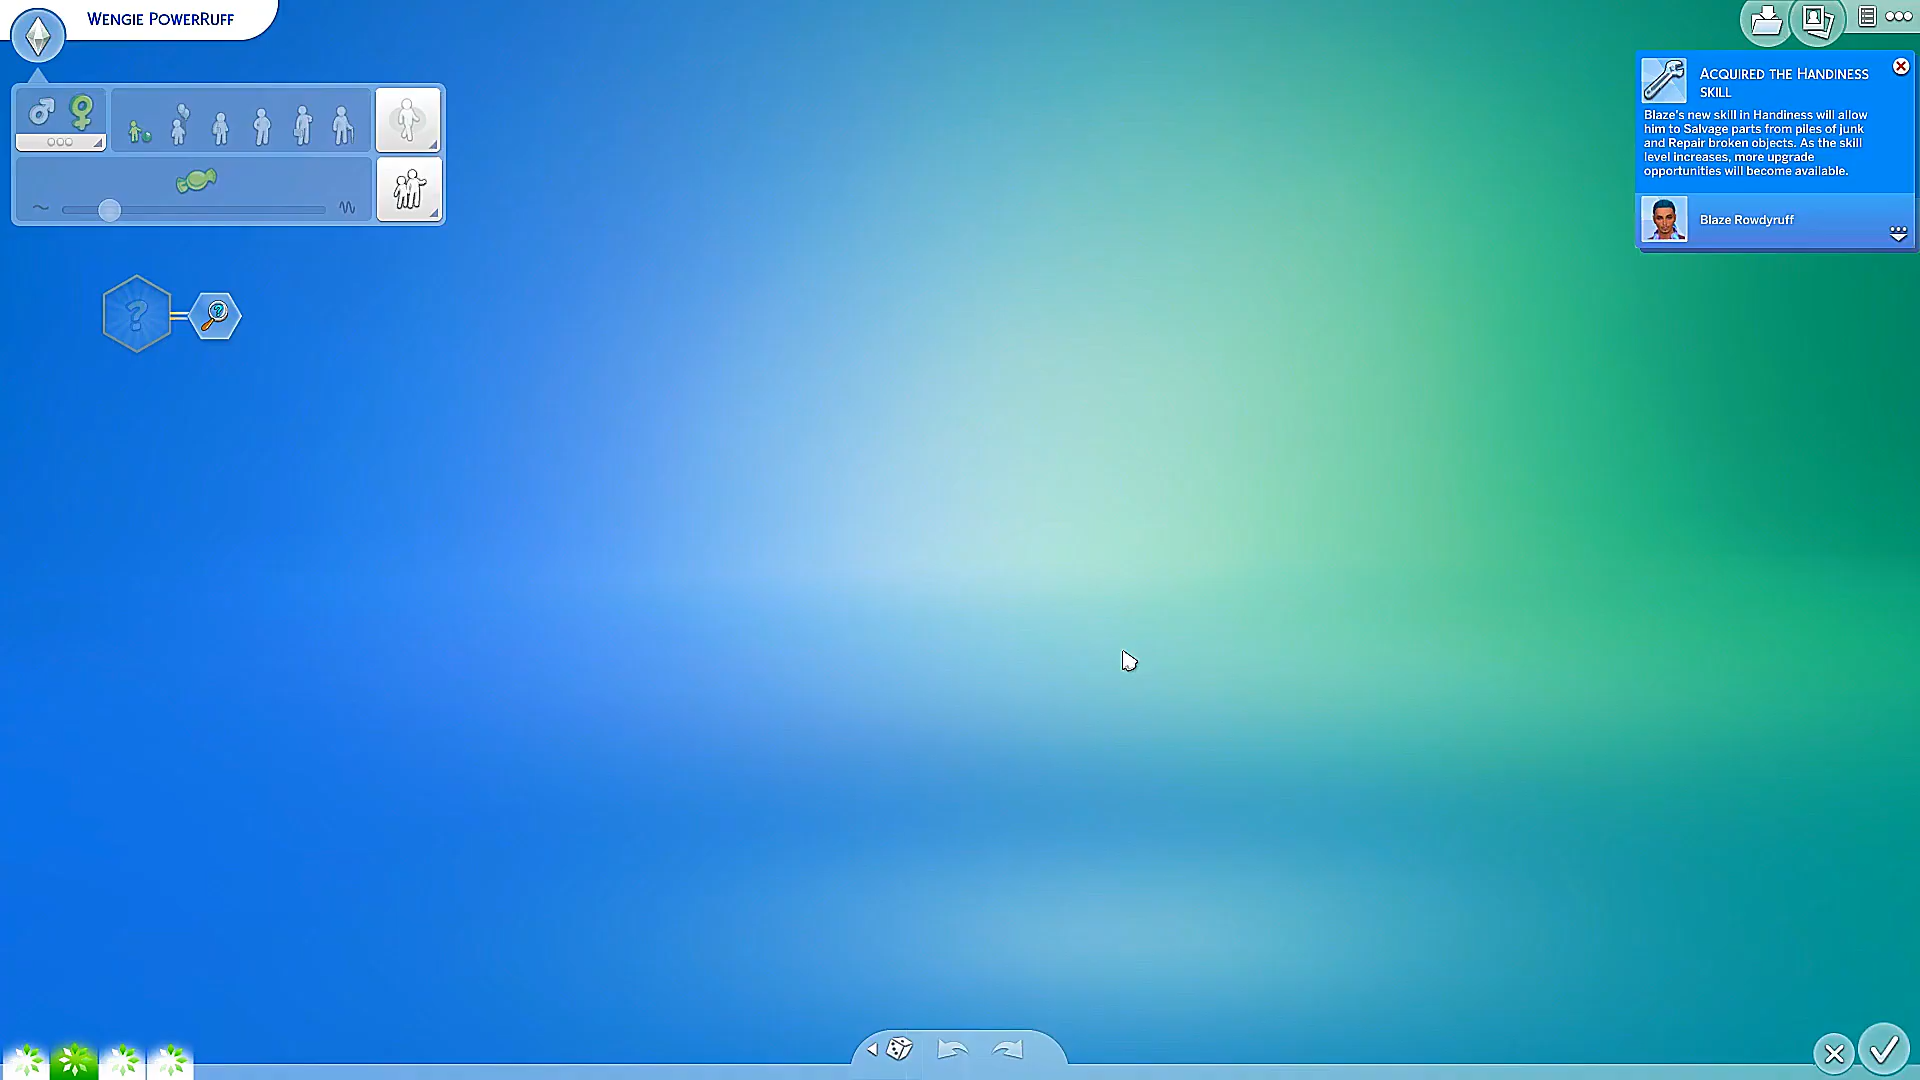 Wengie PowerRuff
Acquired the Handiness
skill
Blaze's new skill in Handiness will allow
him to Salvage parts from piles of junk
and Repair broken objects. As the skill
level increases, more upgrade
opportunities will become available.
Blaze Rowdyruff